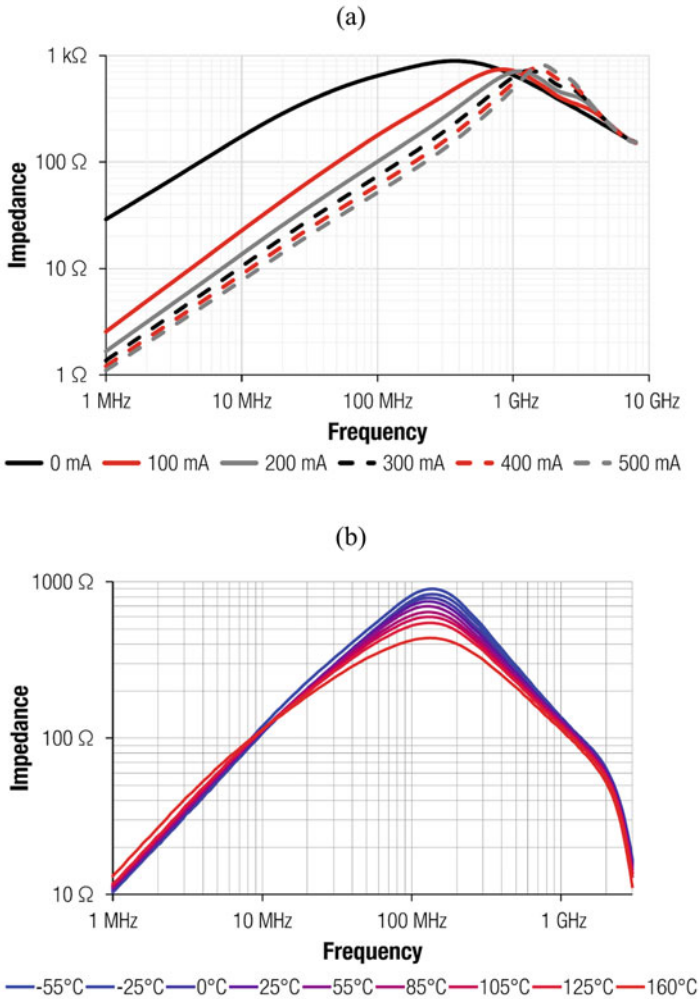 (a)
1 kΩ
100 Ω
10 Ω
1 Ω
Impedance
1 MHz 10 MHz 100 MHz 1 GHz 10 GHz
Frequency
0 mA 100 mA 200 mA 300 mA 400 mA 500 mA
(b)
1000 Ω
100 Ω
10 Ω
Impedance
1 MHz 10 MHz 100 MHz 1 GHz
Frequency
-55°C -25°C 0°C 25°C 55°C 85°C 105°C 125°C 160°C